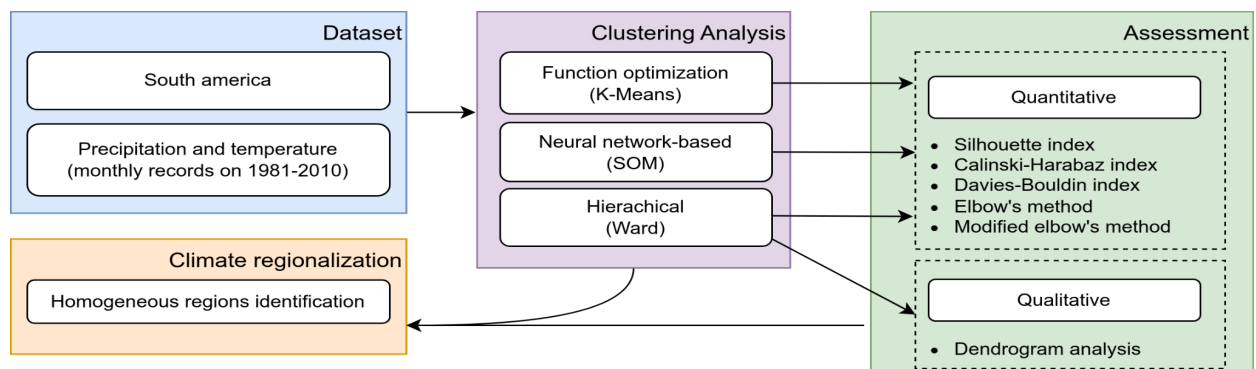 Dataset
South america
Precipitation and temperature
(monthly records on 1981-2010)
Climate regionalization
Homogeneous regions identification
Clustering Analysis
Function optimization
(K-Means)
Neural network-based
(SOM)
Hierachical
(Ward)
Assessment
Quantitative
• Silhouette index
• Calinski-Harabaz index
• Davies-Bouldin index
• Elbow's method
• Modified elbow's method
Qualitative
• Dendrogram analysis